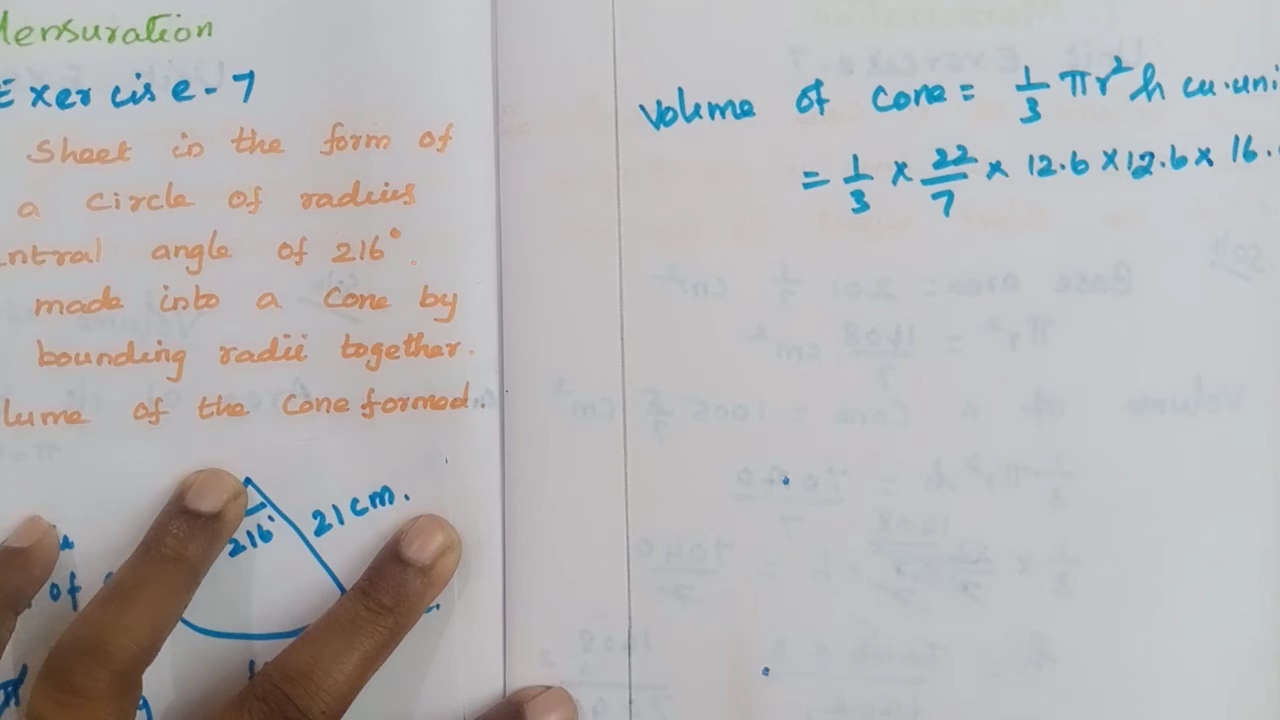 Mensuration
Exercise-7
Sheet in the form of
a circle of radius
ntral angle of 216°.
made into a cone by
bounding radii together.
lume of the cone formed.
216°
21cm.
of
π
Volume of cone = 1/3 πr²h cu.uni
= 1/3 × 22/7 × 12.6 × 12.6 × 16.